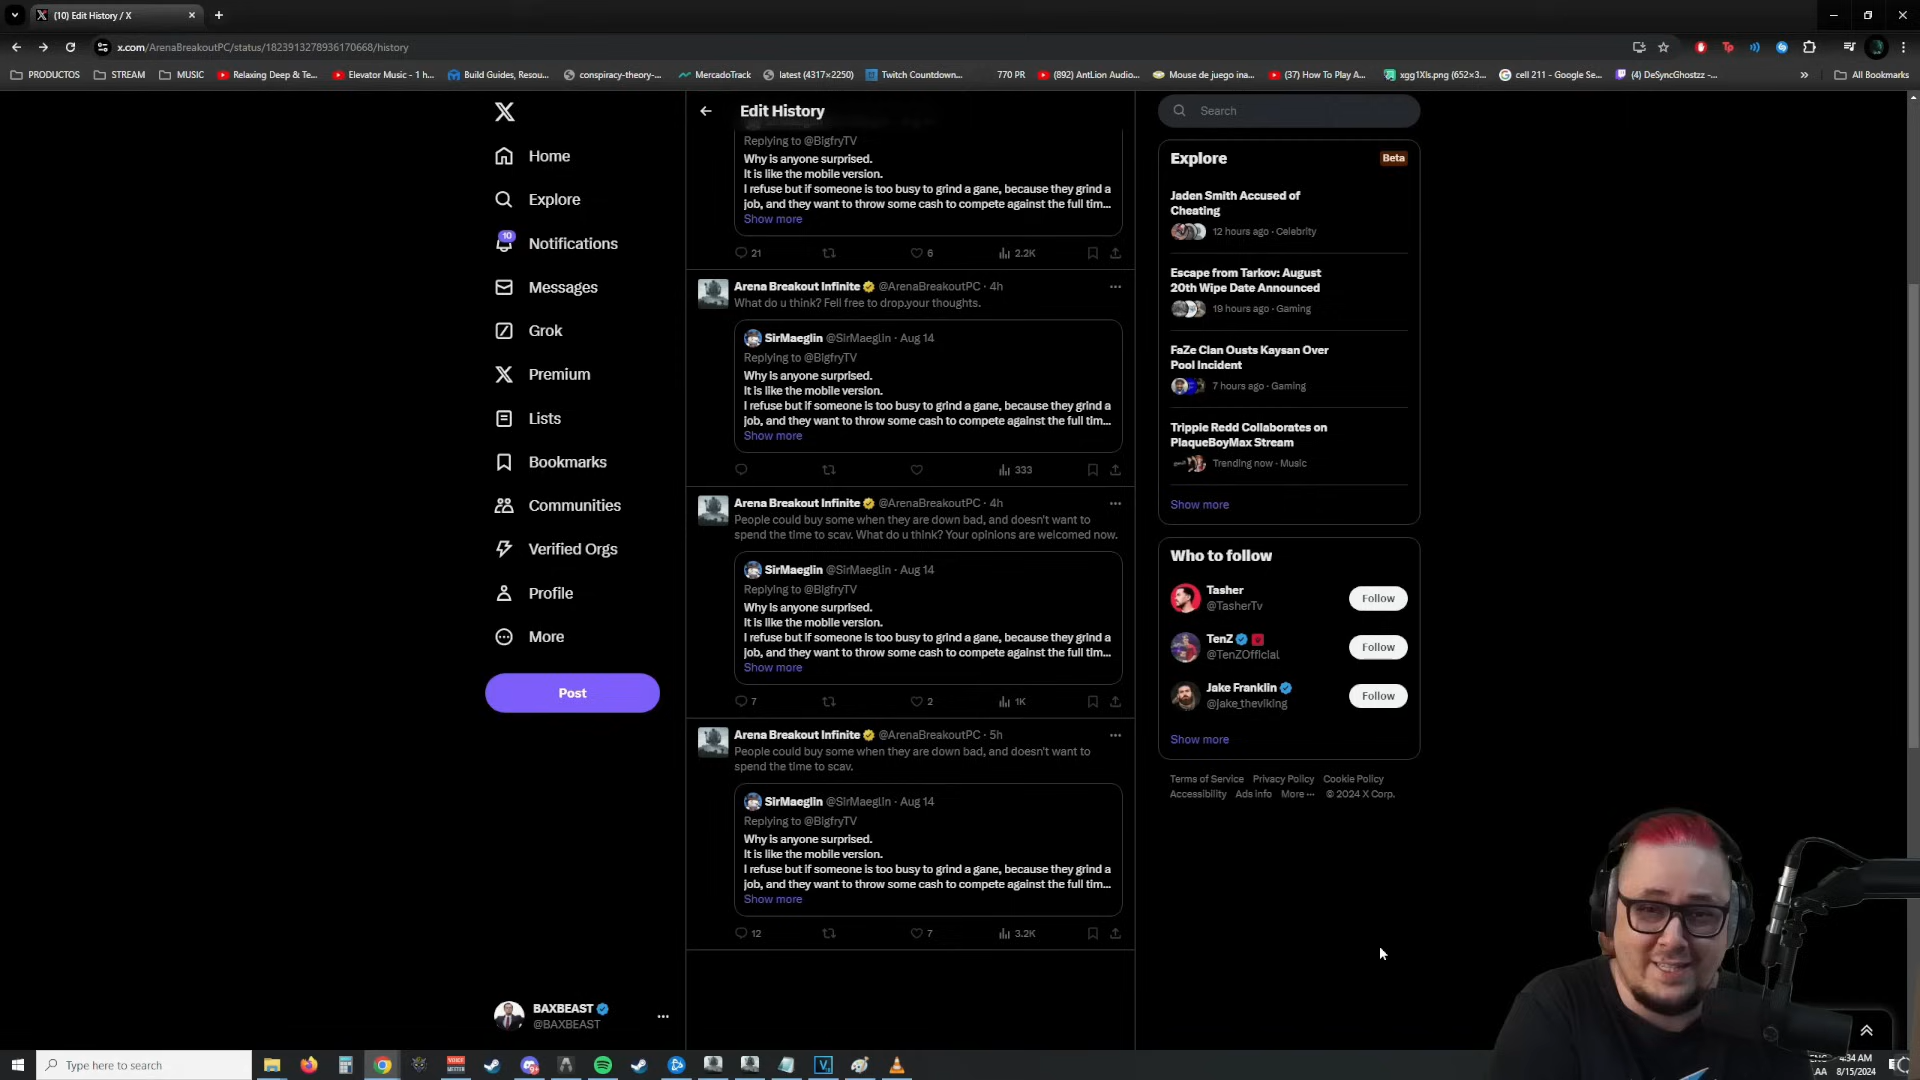 (10) Edit History / X
x.com/ArenaBreakoutPC/status/1823913278936170668/history
PRODUCTOS
STREAM
MUSIC
Relaxing Deep & Te...
Elevator Music - 1 h...
Build Guides, Resou...
conspiracy-theory-...
MercadoTrack
latest (4317×2250)
Twitch Countdown...
770 PR
(892) AntLion Audio...
Mouse de juego ina...
(37) How To Play A...
xgg1Xls.png (652×3...
cell 211 - Google Se...
(4) DeSyncGhostzz -...
All Bookmarks
Home
Explore
10
Notifications
Messages
Grok
Premium
Lists
Bookmarks
Communities
Verified Orgs
Profile
More
Post
BAXBEAST
@BAXBEAST
Edit History
Replying to @BigfryTV
Why is anyone surprised.
It is like the mobile version.
I refuse but if someone is too busy to grind a gane, because they grind a
job, and they want to throw some cash to compete against the full tim...
Show more
21
6
2.2K
Arena Breakout Infinite @ArenaBreakoutPC · 4h
What do u think? Fell free to drop.your thoughts.
SirMaeglin @SirMaeglin · Aug 14
Replying to @BigfryTV
Why is anyone surprised.
It is like the mobile version.
I refuse but if someone is too busy to grind a gane, because they grind a
job, and they want to throw some cash to compete against the full tim...
Show more
333
Arena Breakout Infinite @ArenaBreakoutPC · 4h
People could buy some when they are down bad, and doesn't want to
spend the time to scav. What do u think? Your opinions are welcomed now.
SirMaeglin @SirMaeglin · Aug 14
Replying to @BigfryTV
Why is anyone surprised.
It is like the mobile version.
I refuse but if someone is too busy to grind a gane, because they grind a
job, and they want to throw some cash to compete against the full tim...
Show more
7
2
1K
Arena Breakout Infinite @ArenaBreakoutPC · 5h
People could buy some when they are down bad, and doesn't want to
spend the time to scav.
SirMaeglin @SirMaeglin · Aug 14
Replying to @BigfryTV
Why is anyone surprised.
It is like the mobile version.
I refuse but if someone is too busy to grind a gane, because they grind a
job, and they want to throw some cash to compete against the full tim...
Show more
12
7
3.2K
Search
Explore
Beta
Jaden Smith Accused of
Cheating
12 hours ago · Celebrity
Escape from Tarkov: August
20th Wipe Date Announced
19 hours ago · Gaming
FaZe Clan Ousts Kaysan Over
Pool Incident
7 hours ago · Gaming
Trippie Redd Collaborates on
PlaqueBoyMax Stream
Trending now · Music
Show more
Who to follow
Tasher
@TasherTv
Follow
TenZ
@TenZOfficial
Follow
Jake Franklin
@jake_theviking
Follow
Show more
Terms of Service Privacy Policy Cookie Policy
Accessibility Ads info More ··· © 2024 X Corp.
Type here to search
4:34 AM
8/15/2024